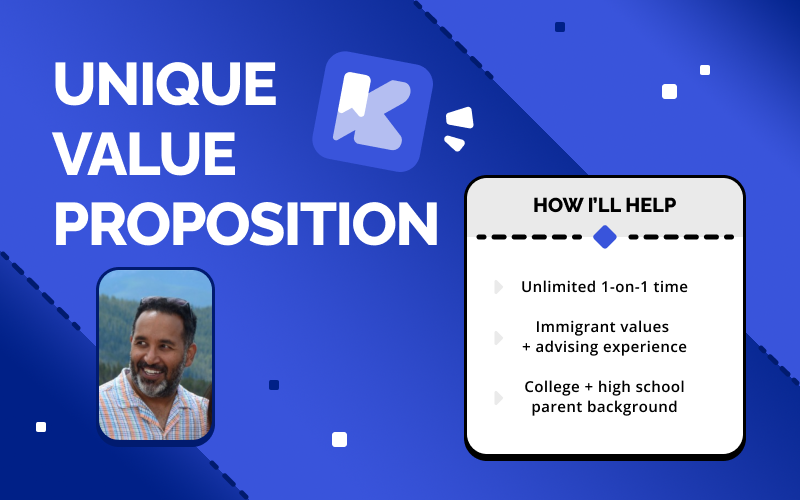 UNIQUE
VALUE
PROPOSITION
HOW I'LL HELP
Unlimited 1-on-1 time
Immigrant values
+ advising experience
College + high school
parent background